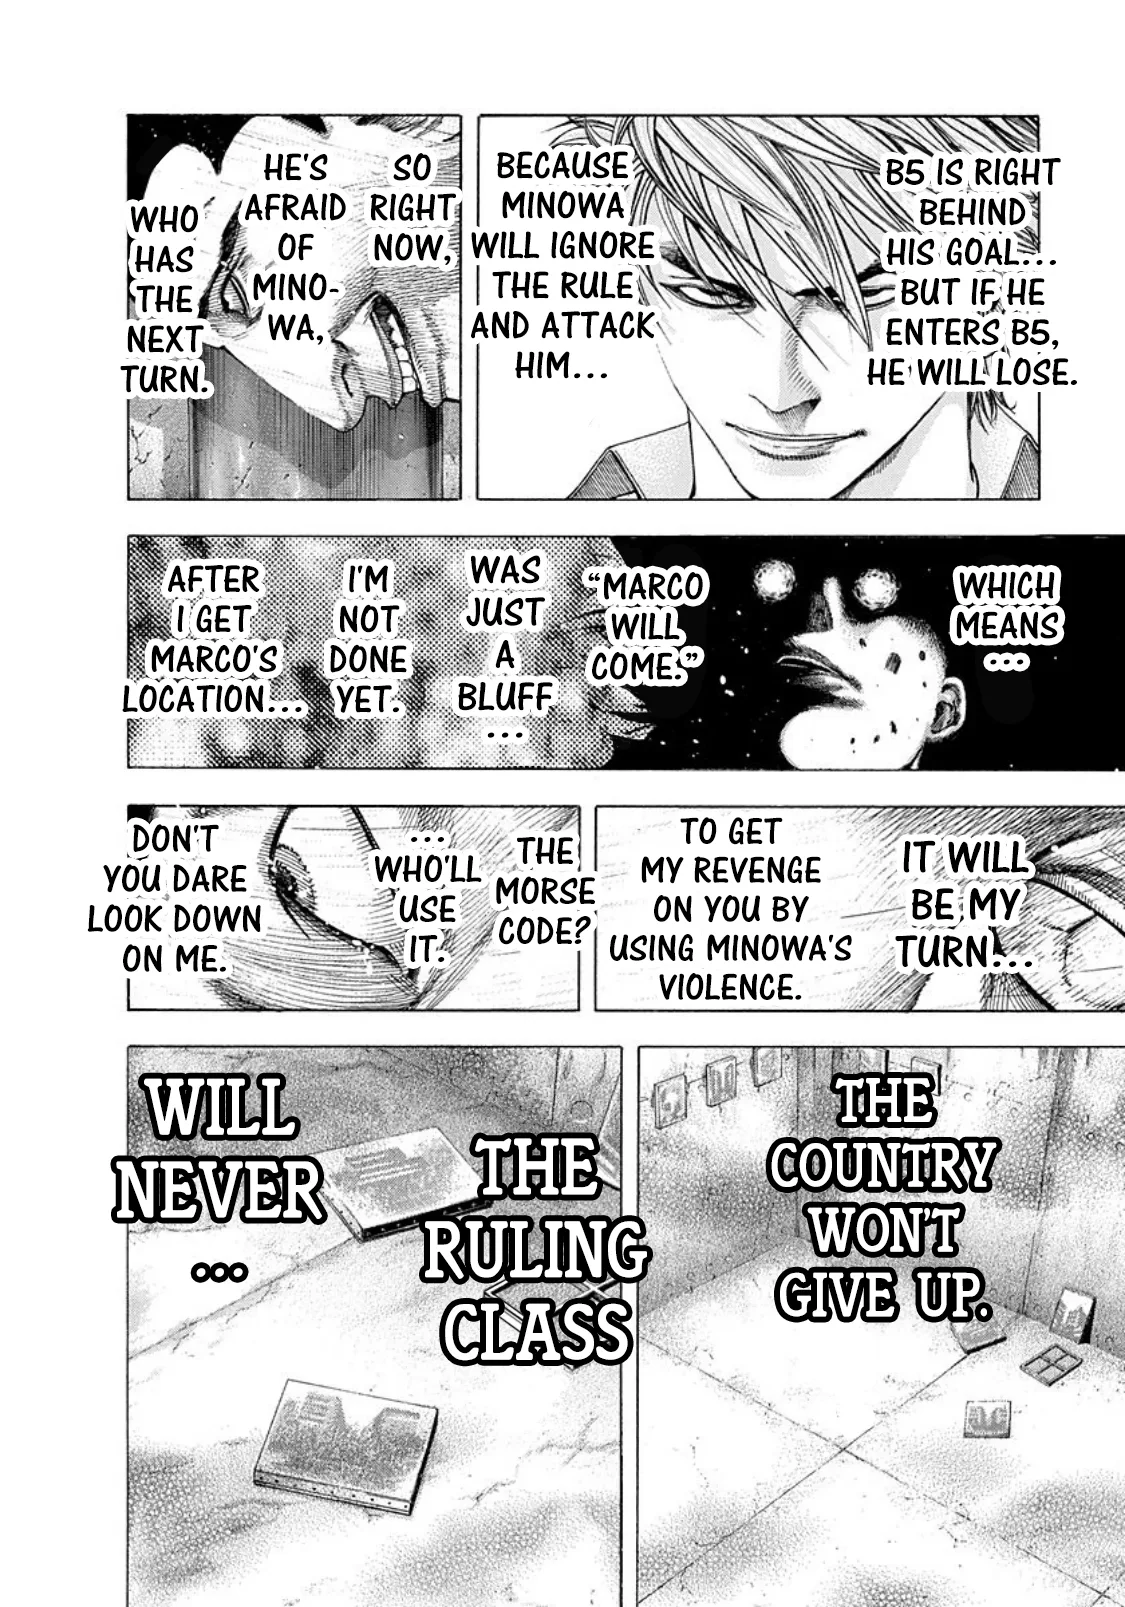 B5 IS RIGHT
BEHIND
HIS GOAL...
BUT IF HE
ENTERS B5,
HE WILL LOSE.
BECAUSE
MINOWA
WILL IGNORE
THE RULE
AND ATTACK
HIM...
SO
RIGHT
NOW,
HE'S
AFRAID
OF
MINO-
WA,
WHO
HAS
THE
NEXT
TURN.
WHICH
MEANS
...
"MARCO
WILL
COME."
WAS
JUST
A
BLUFF
...
I'M
NOT
DONE
YET.
AFTER
I GET
MARCO'S
LOCATION...
IT WILL
BE MY
TURN!...
TO GET
MY REVENGE
ON YOU BY
USING MINOWA'S
VIOLENCE.
THE
MORSE
CODE?
...
WHO'LL
USE
IT.
DON'T
YOU DARE
LOOK DOWN
ON ME.
THE
COUNTRY
WON'T
GIVE UP.
THE
RULING
CLASS
WILL
NEVER
...